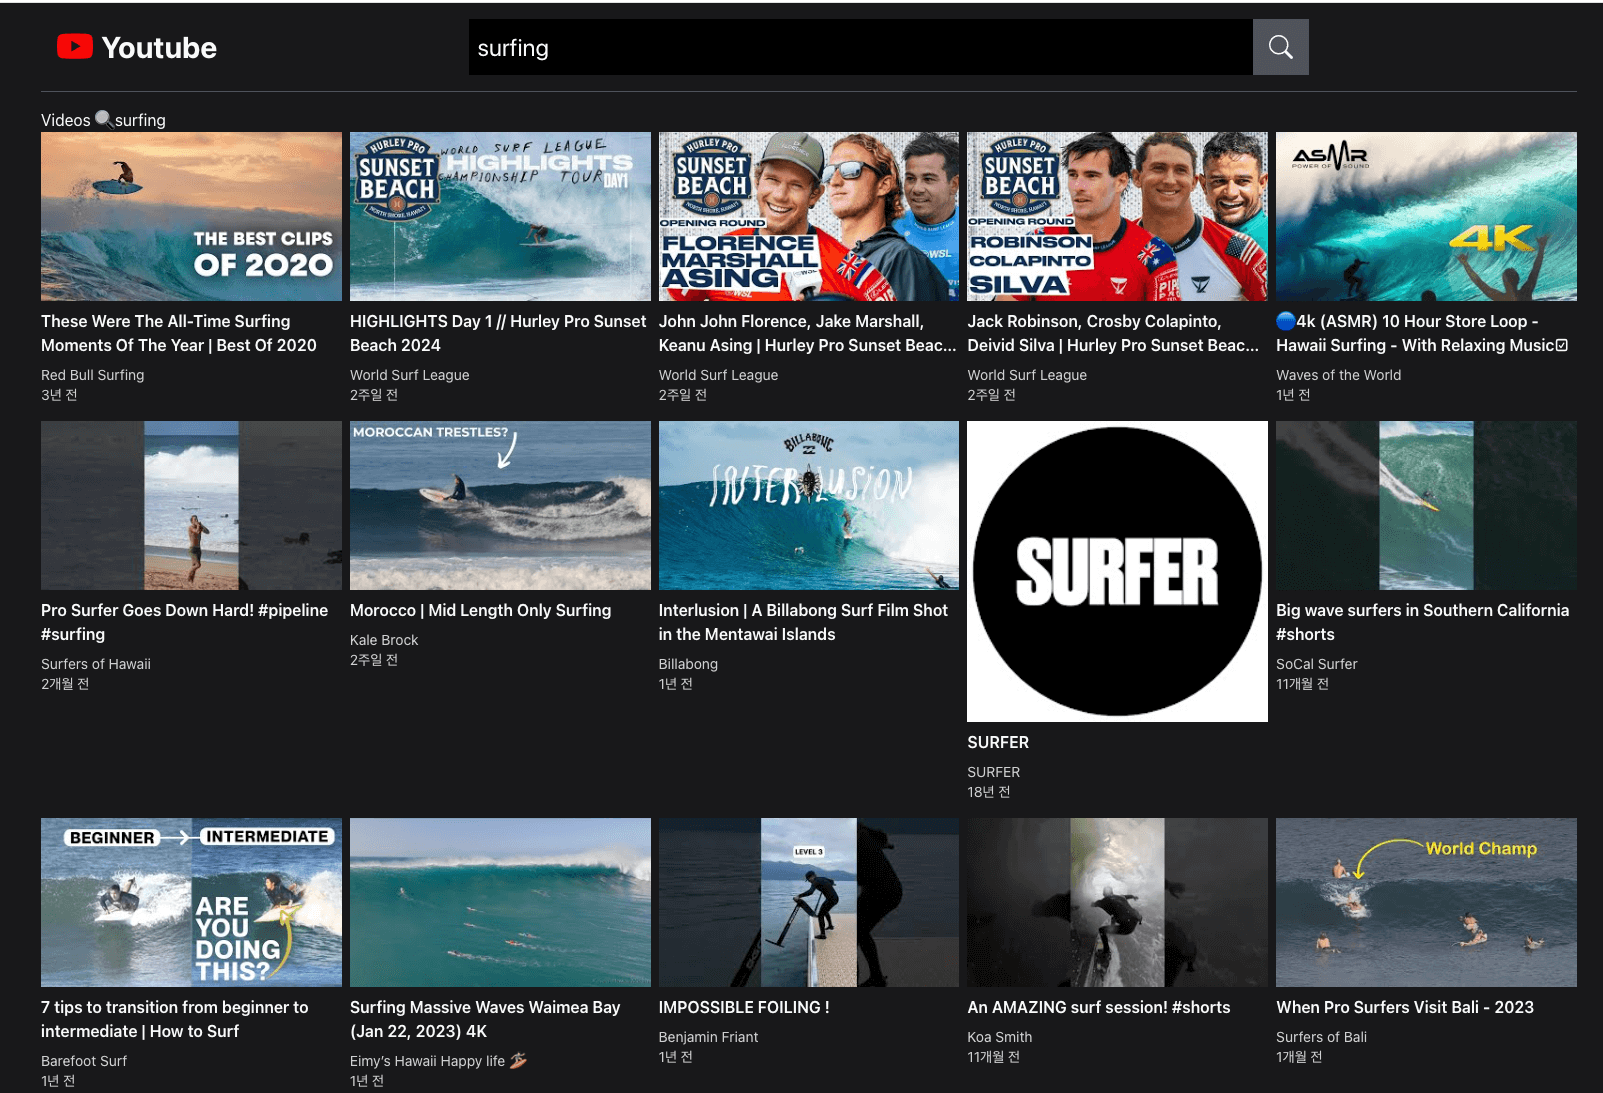 Youtube
surfing
Videos 🔍surfing
THE BEST CLIPS
OF 2020
These Were The All-Time Surfing
Moments Of The Year | Best Of 2020
Red Bull Surfing
3년 전
HURLEY PRO
SUNSET
BEACH
NORTH SHORE, HAWAI'I
WORLD SURF LEAGUE
HIGHLIGHTS
CHAMPIONSHIP TOUR
DAY1
HIGHLIGHTS Day 1 // Hurley Pro Sunset
Beach 2024
World Surf League
2주일 전
HURLEY PRO
SUNSET
BEACH
NORTH SHORE, HAWAI'I
OPENING ROUND
FLORENCE
MARSHALL
ASING
WSL
John John Florence, Jake Marshall,
Keanu Asing | Hurley Pro Sunset Beac...
World Surf League
2주일 전
HURLEY PRO
SUNSET
BEACH
NORTH SHORE, HAWAI'I
OPENING ROUND
ROBINSON
COLAPINTO
SILVA
Jack Robinson, Crosby Colapinto,
Deivid Silva | Hurley Pro Sunset Beac...
World Surf League
2주일 전
ASMR
POWER OF SOUND
4K
🔵4k (ASMR) 10 Hour Store Loop -
Hawaii Surfing - With Relaxing Music☑
Waves of the World
1년 전
Pro Surfer Goes Down Hard! #pipeline
#surfing
Surfers of Hawaii
2개월 전
MOROCCAN TRESTLES?
Morocco | Mid Length Only Surfing
Kale Brock
2주일 전
BILLABONG
INTERLUSION
Interlusion | A Billabong Surf Film Shot
in the Mentawai Islands
Billabong
1년 전
SURFER
SURFER
SURFER
18년 전
Big wave surfers in Southern California
#shorts
SoCal Surfer
11개월 전
BEGINNER
INTERMEDIATE
ARE
YOU
DOING
THIS?
7 tips to transition from beginner to
intermediate | How to Surf
Barefoot Surf
1년 전
Surfing Massive Waves Waimea Bay
(Jan 22, 2023) 4K
Eimy's Hawaii Happy life 🏄🏽
1년 전
LEVEL 3
IMPOSSIBLE FOILING !
Benjamin Friant
1년 전
An AMAZING surf session! #shorts
Koa Smith
11개월 전
World Champ
When Pro Surfers Visit Bali - 2023
Surfers of Bali
1개월 전